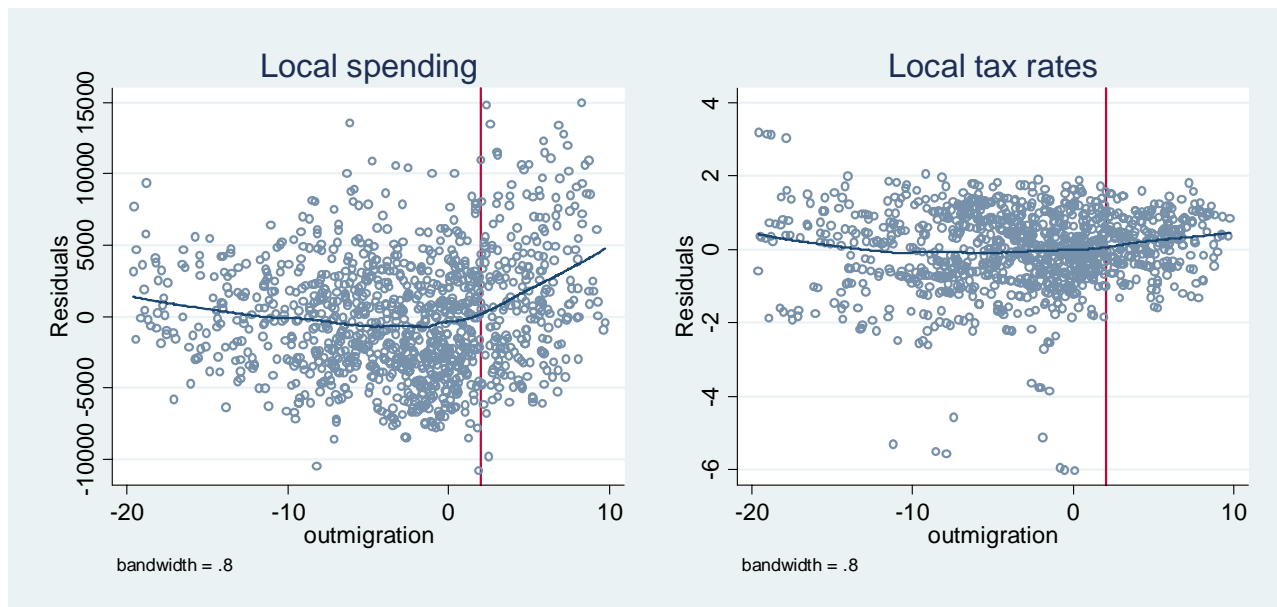 Local spending
Residuals
-10000 -5000 0 5000 10000 15000
-20 -10 0 10
outmigration
bandwidth = .8
Local tax rates
Residuals
-6 -4 -2 0 2 4
-20 -10 0 10
outmigration
bandwidth = .8